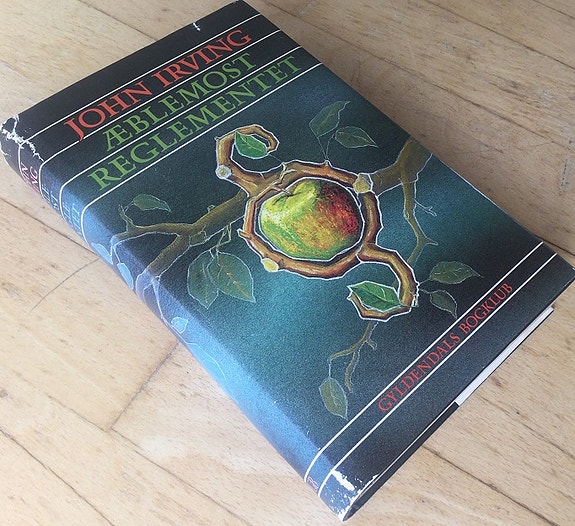 JOHN IRVING
ÆBLEMOST
REGLEMENTET
GYLDENDALS BOGKLUB